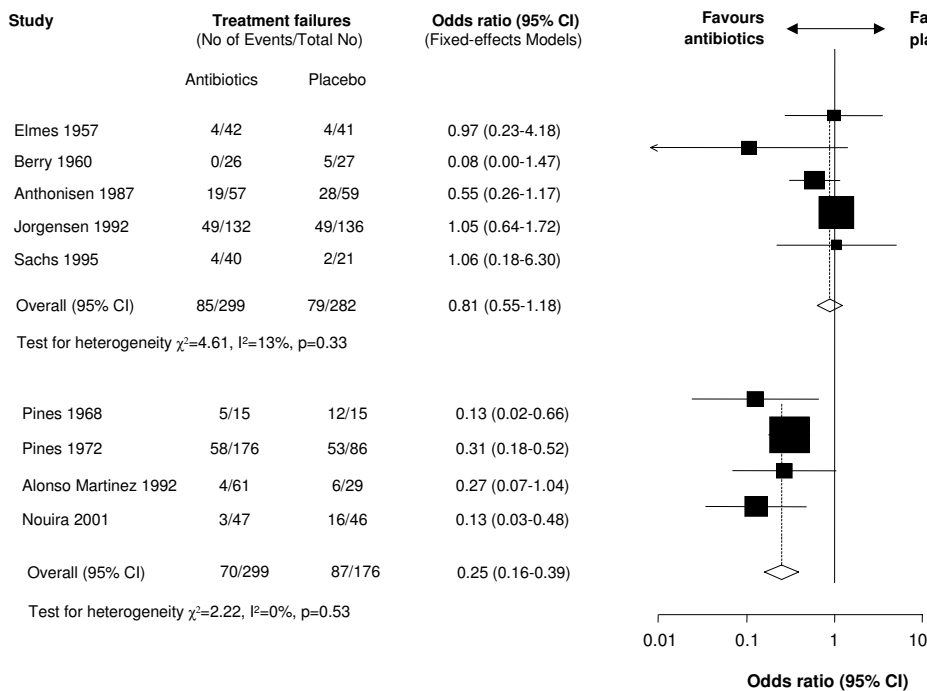 Study Treatment failures Odds ratio (95% CI) Favours Fa
(No of Events/Total No) (Fixed-effects Models) antibiotics pla
Antibiotics Placebo
Elmes 1957 4/42 4/41 0.97 (0.23-4.18)
Berry 1960 0/26 5/27 0.08 (0.00-1.47)
Anthonisen 1987 19/57 28/59 0.55 (0.26-1.17)
Jorgensen 1992 49/132 49/136 1.05 (0.64-1.72)
Sachs 1995 4/40 2/21 1.06 (0.18-6.30)
Overall (95% CI) 85/299 79/282 0.81 (0.55-1.18)
Test for heterogeneity χ²=4.61, I²=13%, p=0.33
Pines 1968 5/15 12/15 0.13 (0.02-0.66)
Pines 1972 58/176 53/86 0.31 (0.18-0.52)
Alonso Martinez 1992 4/61 6/29 0.27 (0.07-1.04)
Nouira 2001 3/47 16/46 0.13 (0.03-0.48)
Overall (95% CI) 70/299 87/176 0.25 (0.16-0.39)
Test for heterogeneity χ²=2.22, I²=0%, p=0.53
0.01 0.1 1 10
Odds ratio (95% CI)